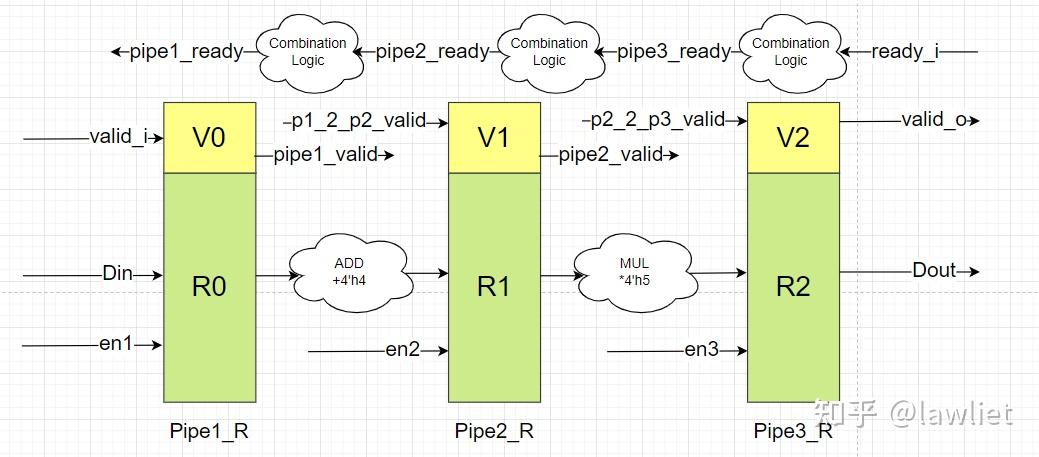 pipe1_ready
Combination
Logic
pipe2_ready
Combination
Logic
pipe3_ready
Combination
Logic
ready_i
valid_i
V0
p1_2_p2_valid
V1
p2_2_p3_valid
V2
valid_o
pipe1_valid
pipe2_valid
Din
R0
ADD
+4'h4
R1
MUL
*4'h5
R2
Dout
en1
en2
en3
Pipe1_R
Pipe2_R
Pipe3_R
知乎 @lawliet